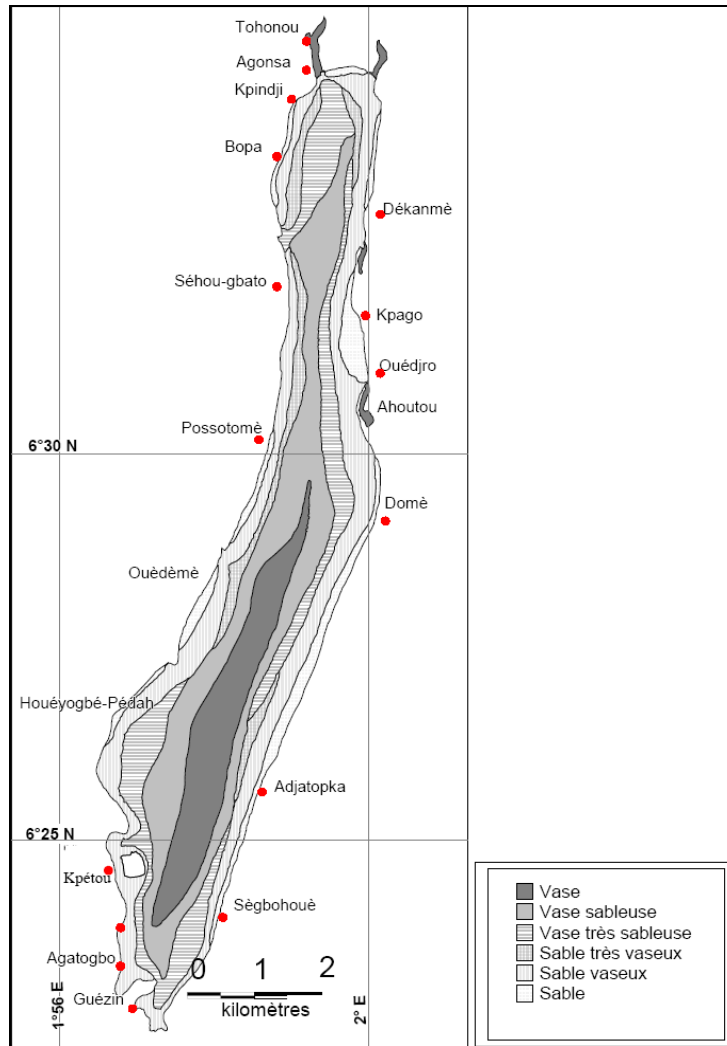 Tohonou
Agonsa
Kpindji
Bopa
Dékanmè
Séhou-gbato
Kpago
Ouédjro
Ahoutou
Possotomè
6°30 N
Domè
Ouèdèmè
Houéyogbé-Pédah
Adjatopka
6°25 N
Kpétou
Sègbohouè
Agatogbo
0 1 2
kilomètres
Guézin
1°56 E
2° E
Vase
Vase sableuse
Vase très sableuse
Sable très vaseux
Sable vaseux
Sable